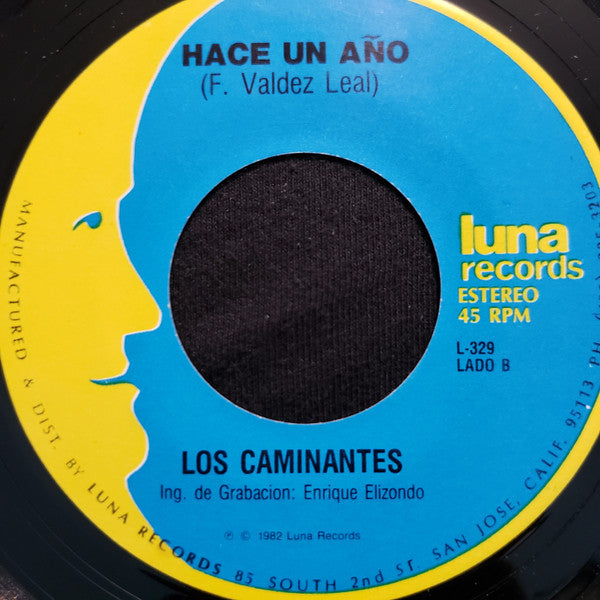 HACE UN AÑO
(F. Valdez Leal)
luna
records
ESTEREO
45 RPM
L-329
LADO B
LOS CAMINANTES
Ing. de Grabacion: Enrique Elizondo
℗ © 1982 Luna Records
MANUFACTURED & DIST. BY LUNA RECORDS 85 SOUTH 2nd ST. SAN JOSE, CALIF. 95113 PH